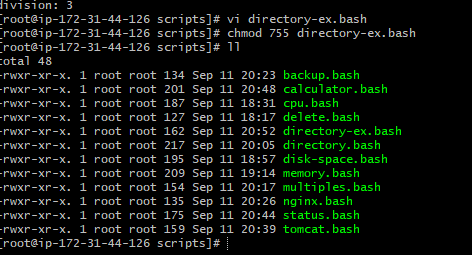 division: 3
[root@ip-172-31-44-126 scripts]# vi directory-ex.bash
[root@ip-172-31-44-126 scripts]# chmod 755 directory-ex.bash
[root@ip-172-31-44-126 scripts]# ll
total 48
-rwxr-xr-x. 1 root root 134 Sep 11 20:23 backup.bash
-rwxr-xr-x. 1 root root 201 Sep 11 20:48 calculator.bash
-rwxr-xr-x. 1 root root 187 Sep 11 18:31 cpu.bash
-rwxr-xr-x. 1 root root 127 Sep 11 18:17 delete.bash
-rwxr-xr-x. 1 root root 162 Sep 11 20:52 directory-ex.bash
-rwxr-xr-x. 1 root root 217 Sep 11 20:05 directory.bash
-rwxr-xr-x. 1 root root 195 Sep 11 18:57 disk-space.bash
-rwxr-xr-x. 1 root root 209 Sep 11 19:14 memory.bash
-rwxr-xr-x. 1 root root 154 Sep 11 20:17 multiples.bash
-rwxr-xr-x. 1 root root 135 Sep 11 20:26 nginx.bash
-rwxr-xr-x. 1 root root 175 Sep 11 20:44 status.bash
-rwxr-xr-x. 1 root root 159 Sep 11 20:39 tomcat.bash
[root@ip-172-31-44-126 scripts]#